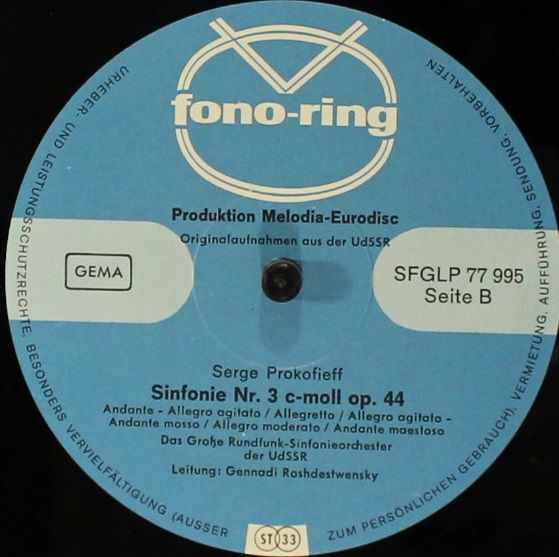 fono-ring
Produktion Melodia-Eurodisc
Originalaufnahmen aus der UdSSR
GEMA
SFGLP 77 995
Seite B
Serge Prokofieff
Sinfonie Nr. 3 c-moll op. 44
Andante - Allegro agitato / Allegretto / Allegro agitato -
Andante mosso / Allegro moderato / Andante maestoso
Das Große Rundfunk-Sinfonieorchester
der UdSSR
Leitung: Gennadi Roshdestwensky
ST 33
URHEBER- UND LEISTUNGSSCHUTZRECHTE, BESONDERS VERVIELFÄLTIGUNG (AUSSER ZUM PERSÖNLICHEN GEBRAUCH), VERMIETUNG, AUFFÜHRUNG, SENDUNG, VORBEHALTEN